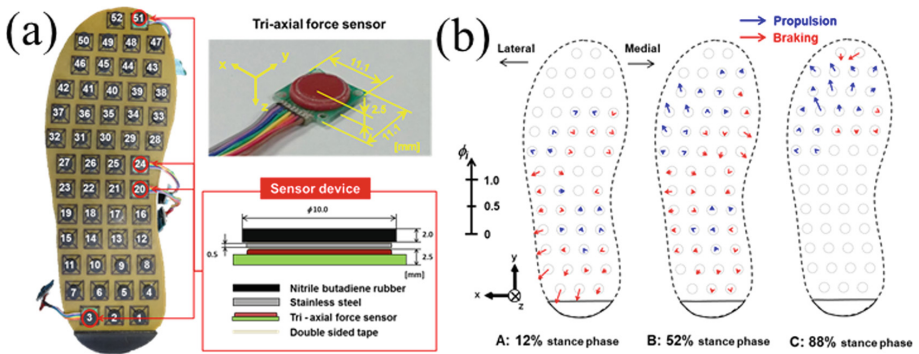 (a)
52 51
50 49 48 47
46 45 44 43
42 41 40 39 38
37 36 35 34 33
32 31 30 29 28
27 26 25 24
23 22 21 20
19 18 17 16
15 14 13 12
11 10 9 8
7 6 5 4
3 2 1
Tri-axial force sensor
x y z
11.1
2.5
11.1
[mm]
Sensor device
ϕ10.0
2.0
0.5
2.5
[mm]
Nitrile butadiene rubber
Stainless steel
Tri-axial force sensor
Double sided tape
(b)
Propulsion
Braking
Lateral
Medial
ϕi
1.0
0.5
0
y
x
z
A: 12% stance phase
B: 52% stance phase
C: 88% stance phase